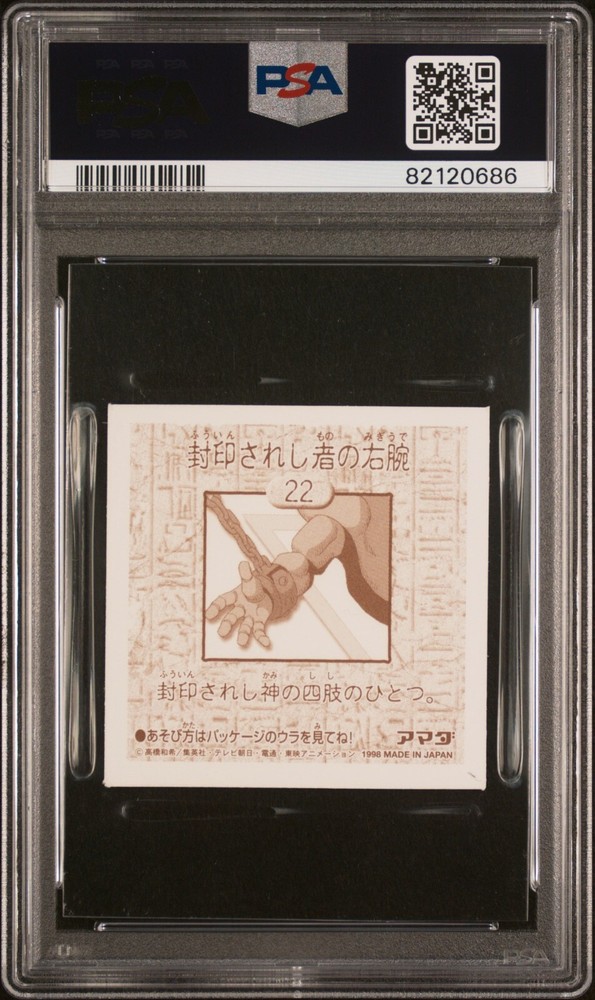 PSA
PSA
82120686
ふういん もの みぎうで
封印されし者の右腕
22
ふういん かみ しし
封印されし神の四肢のひとつ。
かた み
●あそび方はパッケージのウラを見てね!
アマダ
©高橋和希/集英社・テレビ朝日・電通・東映アニメーション 1998 MADE IN JAPAN
PSA